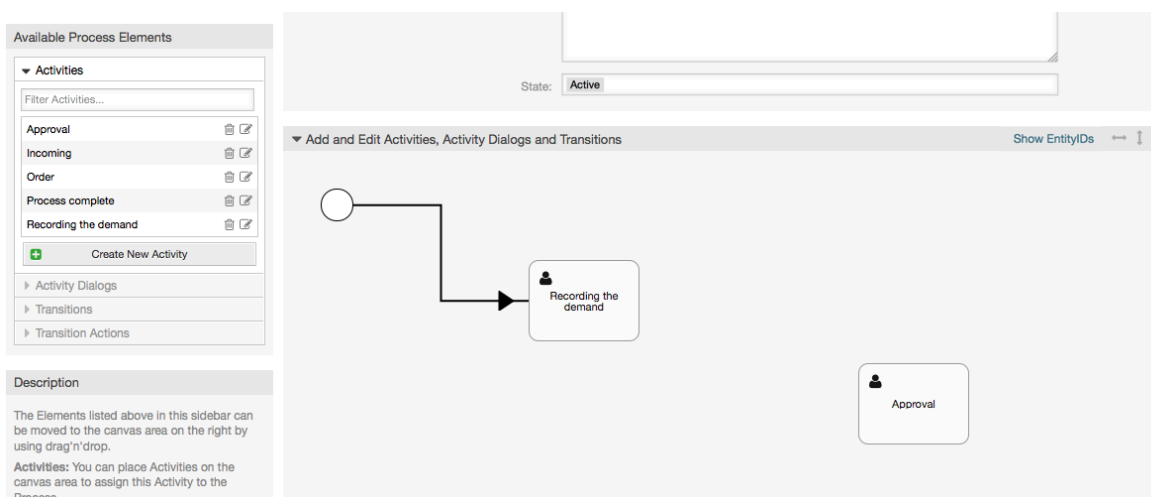 Available Process Elements
Activities
Filter Activities...
Approval
Incoming
Order
Process complete
Recording the demand
Create New Activity
Activity Dialogs
Transitions
Transition Actions
Description
The Elements listed above in this sidebar can
be moved to the canvas area on the right by
using drag'n'drop.
Activities: You can place Activities on the
canvas area to assign this Activity to the
Process
State: Active
Add and Edit Activities, Activity Dialogs and Transitions
Show EntityIDs
Recording the
demand
Approval